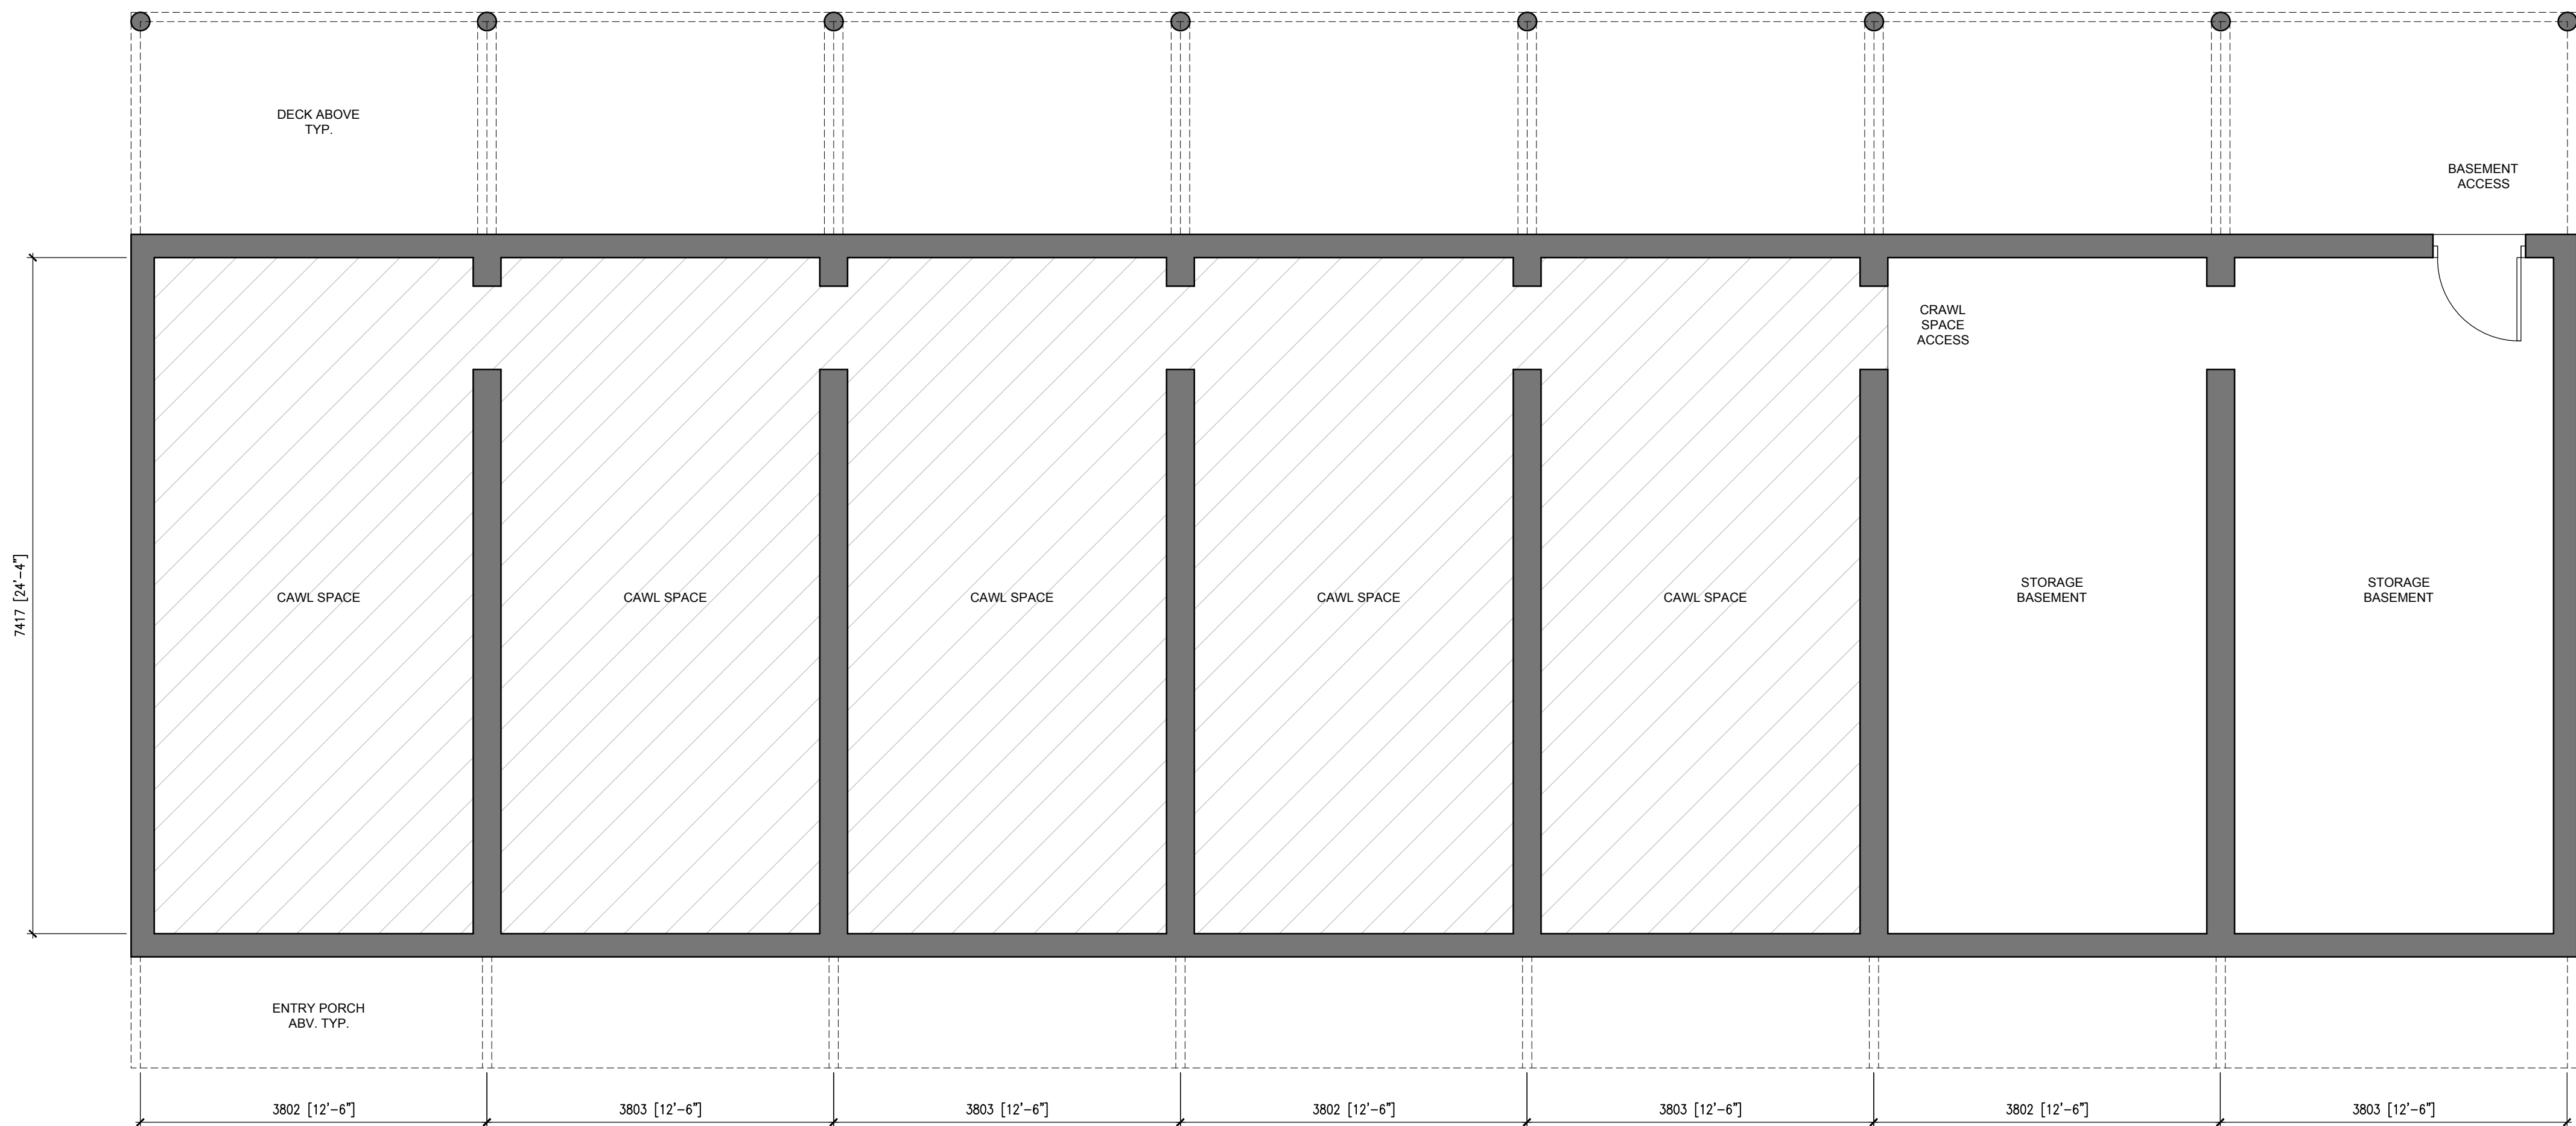 DECK ABOVE
TYP.
BASEMENT
ACCESS
CRAWL
SPACE
ACCESS
7417 [24'-4"]
CAWL SPACE
CAWL SPACE
CAWL SPACE
CAWL SPACE
CAWL SPACE
STORAGE
BASEMENT
STORAGE
BASEMENT
ENTRY PORCH
ABV. TYP.
3802 [12'-6"]
3803 [12'-6"]
3803 [12'-6"]
3802 [12'-6"]
3803 [12'-6"]
3802 [12'-6"]
3803 [12'-6"]